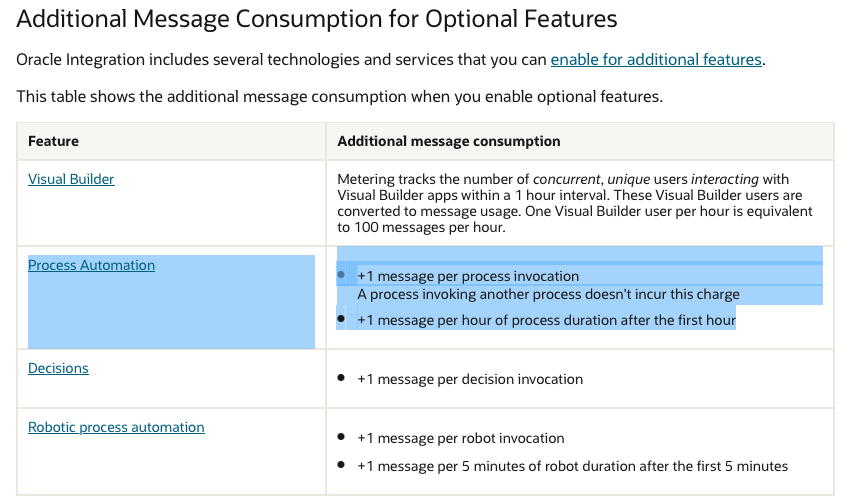 Additional Message Consumption for Optional Features
Oracle Integration includes several technologies and services that you can enable for additional features.
This table shows the additional message consumption when you enable optional features.
Feature
Additional message consumption
Visual Builder
Metering tracks the number of concurrent, unique users interacting with
Visual Builder apps within a 1 hour interval. These Visual Builder users are
converted to message usage. One Visual Builder user per hour is equivalent
to 100 messages per hour.
Process Automation
• +1 message per process invocation
A process invoking another process doesn't incur this charge
• +1 message per hour of process duration after the first hour
Decisions
• +1 message per decision invocation
Robotic process automation
• +1 message per robot invocation
• +1 message per 5 minutes of robot duration after the first 5 minutes